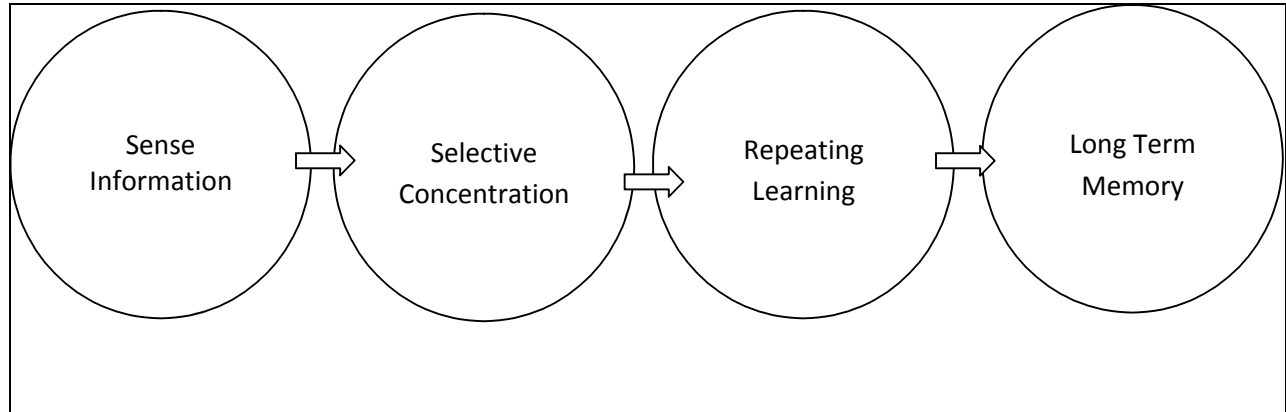 Sense
Information
Selective
Concentration
Repeating
Learning
Long Term
Memory